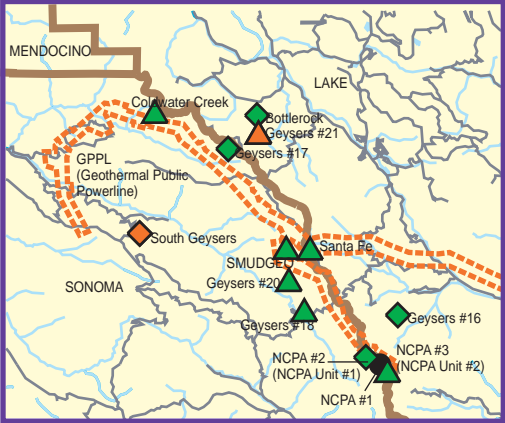 MENDOCINO
LAKE
Coldwater Creek
Bottlerock
Geysers #21
Geysers #17
GPPL
(Geothermal Public
Powerline)
South Geysers
Santa Fe
SMUDGEO
Geysers #20
SONOMA
Geysers #18
Geysers #16
NCPA #2
(NCPA Unit #1)
NCPA #3
(NCPA Unit #2)
NCPA #1